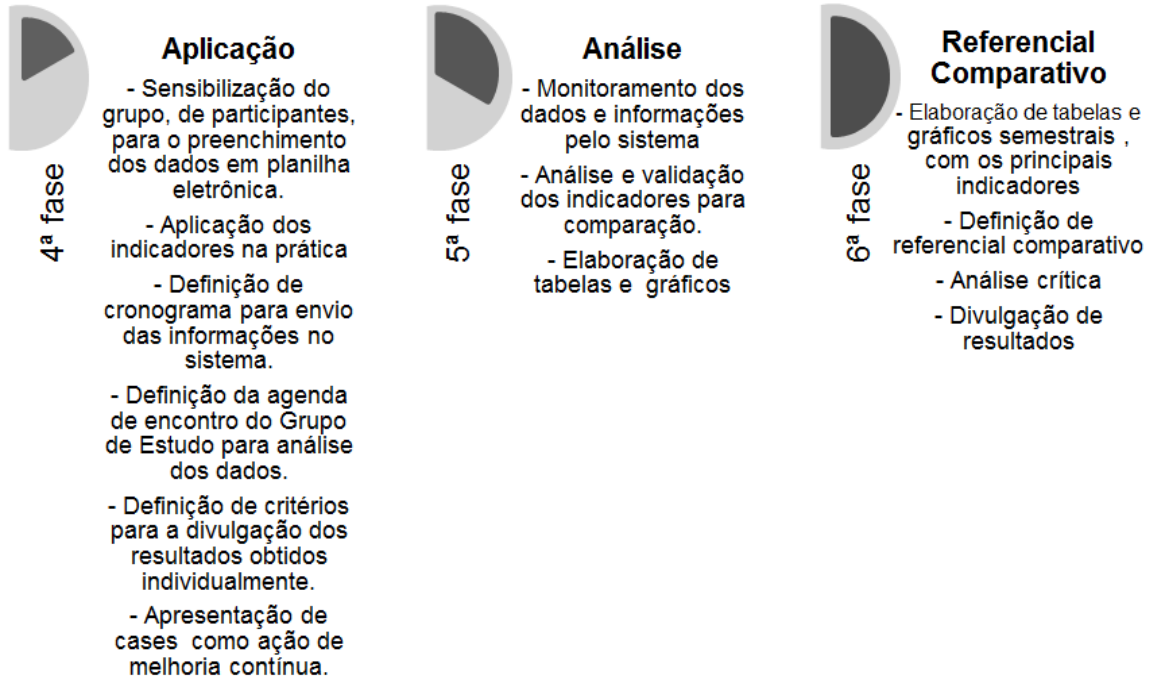 4ª fase
Aplicação
- Sensibilização do
grupo, de participantes,
para o preenchimento
dos dados em planilha
eletrônica.
- Aplicação dos
indicadores na prática
- Definição de
cronograma para envio
das informações no
sistema.
- Definição da agenda
de encontro do Grupo
de Estudo para análise
dos dados.
- Definição de critérios
para a divulgação dos
resultados obtidos
individualmente.
- Apresentação de
cases como ação de
melhoria contínua.
5ª fase
Análise
- Monitoramento dos
dados e informações
pelo sistema
- Análise e validação
dos indicadores para
comparação.
- Elaboração de
tabelas e gráficos
6ª fase
Referencial
Comparativo
- Elaboração de tabelas e
gráficos semestrais ,
com os principais
indicadores
- Definição de
referencial comparativo
- Análise crítica
- Divulgação de
resultados